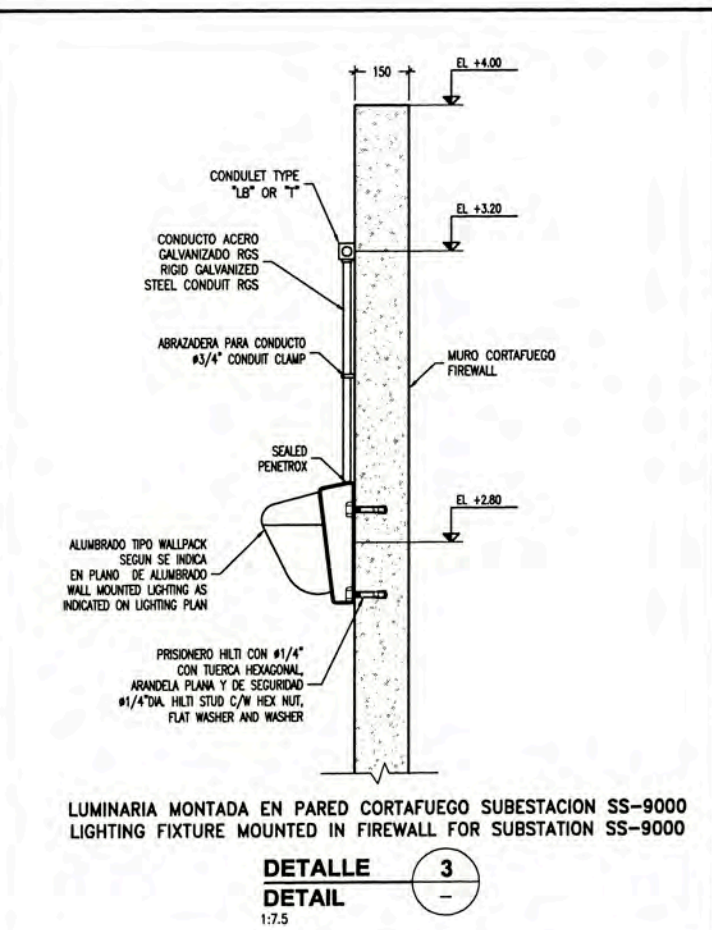 150
EL +4.00
CONDULET TYPE
"LB" OR "T"
EL +3.20
CONDUCTO ACERO
GALVANIZADO RGS
RIGID GALVANIZED
STEEL CONDUIT RGS
ABRAZADERA PARA CONDUCTO
ø3/4" CONDUIT CLAMP
MURO CORTAFUEGO
FIREWALL
SEALED
PENETROX
EL +2.80
ALUMBRADO TIPO WALLPACK
SEGUN SE INDICA
EN PLANO DE ALUMBRADO
WALL MOUNTED LIGHTING AS
INDICATED ON LIGHTING PLAN
PRISIONERO HILTI CON ø1/4"
CON TUERCA HEXAGONAL,
ARANDELA PLANA Y DE SEGURIDAD
ø1/4"DIA. HILTI STUD C/W HEX NUT,
FLAT WASHER AND WASHER
LUMINARIA MONTADA EN PARED CORTAFUEGO SUBESTACION SS-9000
LIGHTING FIXTURE MOUNTED IN FIREWALL FOR SUBSTATION SS-9000
DETALLE 3
DETAIL -
1:7.5